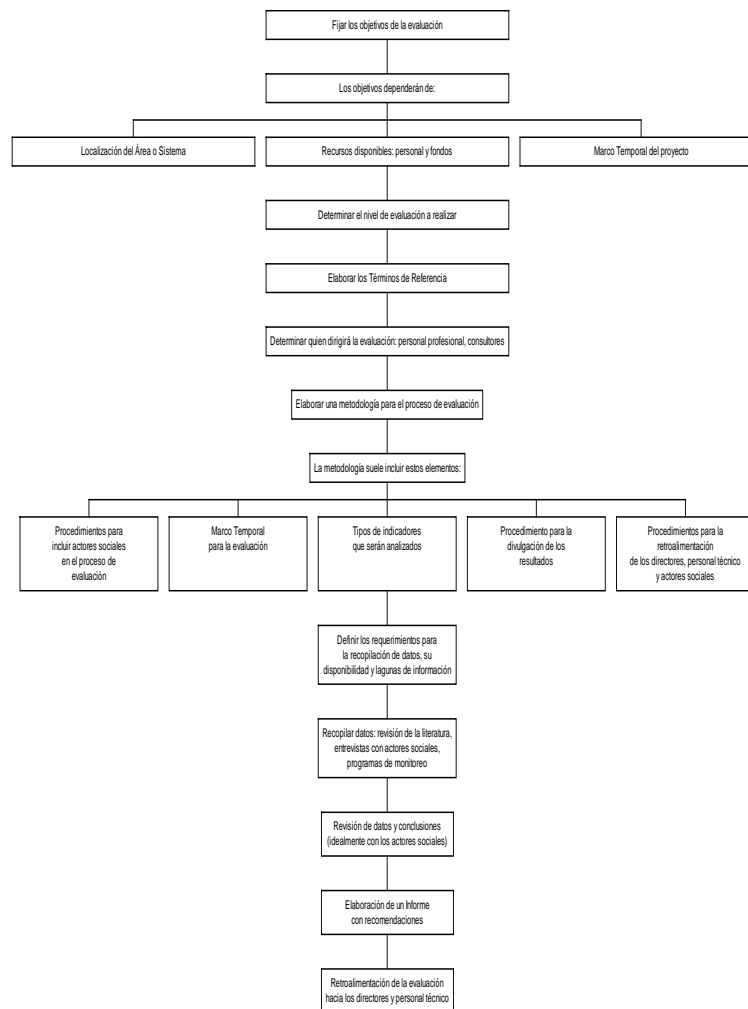 Fijar los objetivos de la evaluación
Los objetivos dependerán de:
Localización del Área o Sistema
Recursos disponibles: personal y fondos
Marco Temporal del proyecto
Determinar el nivel de evaluación a realizar
Elaborar los Términos de Referencia
Determinar quien dirigirá la evaluación: personal profesional, consultores
Elaborar una metodología para el proceso de evaluación
La metodología suele incluir estos elementos:
Procedimientos para
incluir actores sociales
en el proceso de
evaluación
Marco Temporal
para la evaluación
Tipos de indicadores
que serán analizados
Procedimiento para la
divulgación de los
resultados
Procedimientos para la
retroalimentación
de los directores, personal técnico
y actores sociales
Definir los requerimientos para
la recopilación de datos, su
disponibilidad y lagunas de información
Recopilar datos: revisión de la literatura,
entrevistas con actores sociales,
programas de monitoreo
Revisión de datos y conclusiones
(idealmente con los actores sociales)
Elaboración de un Informe
con recomendaciones
Retroalimentación de la evaluación
hacia los directores y personal técnico